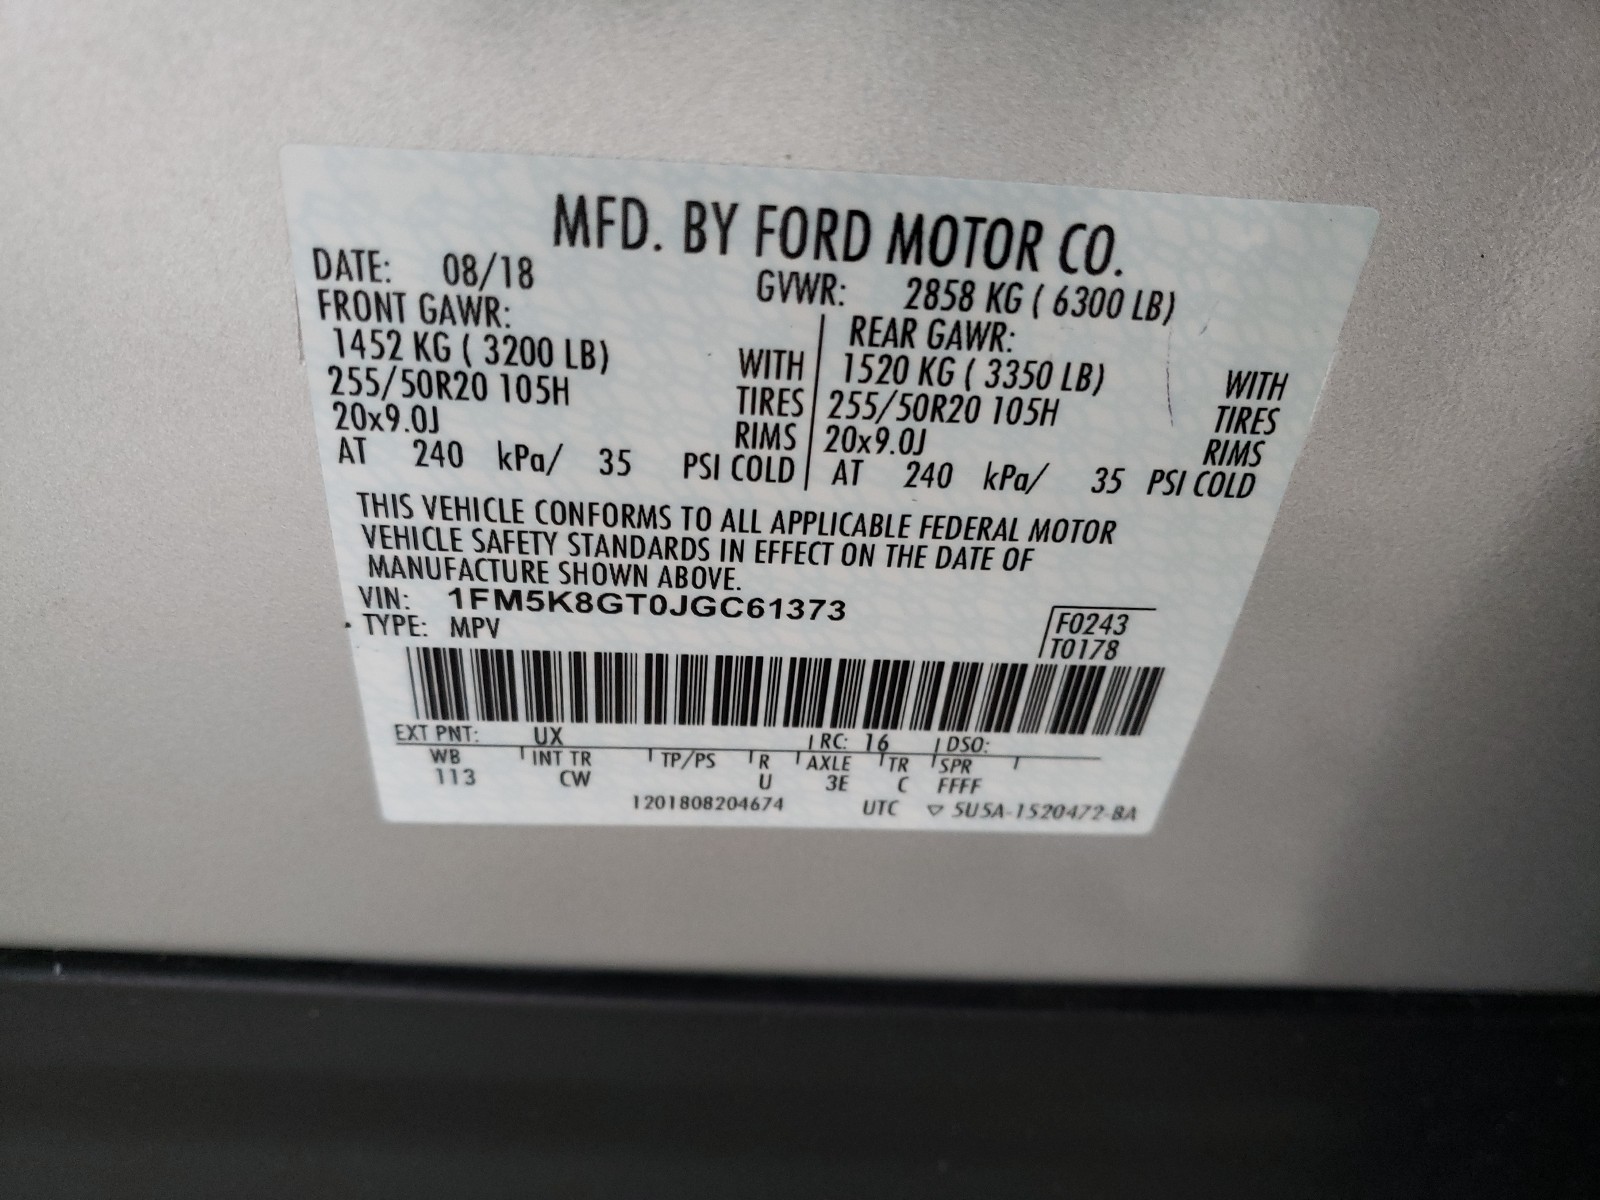 MFD. BY FORD MOTOR CO.
DATE: 08/18 GVWR: 2858 KG ( 6300 LB)
FRONT GAWR: REAR GAWR:
1452 KG ( 3200 LB) WITH 1520 KG ( 3350 LB) WITH
255/50R20 105H TIRES 255/50R20 105H TIRES
20x9.0J RIMS 20x9.0J RIMS
AT 240 kPa/ 35 PSI COLD AT 240 kPa/ 35 PSI COLD
THIS VEHICLE CONFORMS TO ALL APPLICABLE FEDERAL MOTOR
VEHICLE SAFETY STANDARDS IN EFFECT ON THE DATE OF
MANUFACTURE SHOWN ABOVE.
VIN: 1FM5K8GT0JGC61373
TYPE: MPV
F0243
T0178
EXT PNT: UX RC: 16 DSO:
WB INT TR TP/PS R AXLE TR SPR
113 CW U 3E C FFFF
1201808204674 UTC ▽ 5U5A-1520472-BA